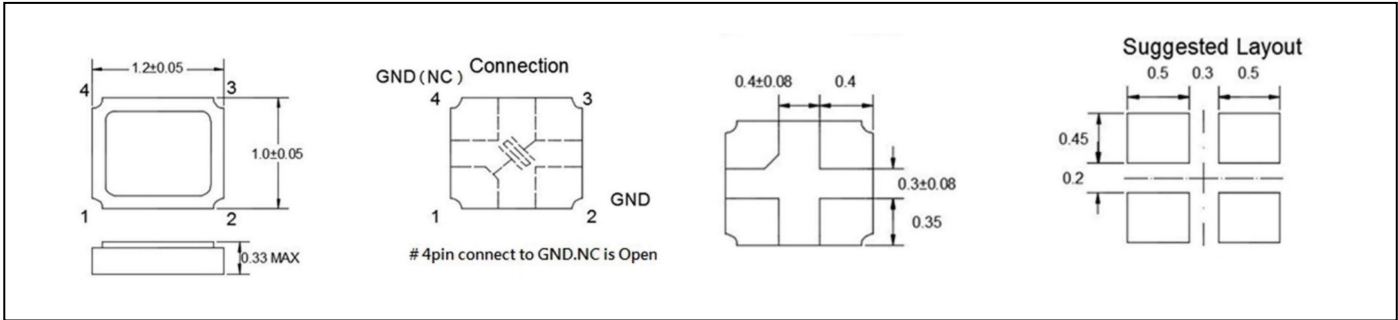 1.2±0.05
4
3
1.0±0.05
1
2
0.33 MAX
Connection
GND(NC)
4
3
GND
1
2
# 4pin connect to GND.NC is Open
0.4±0.08
0.4
0.3±0.08
0.35
Suggested Layout
0.5 0.3 0.5
0.45
0.2